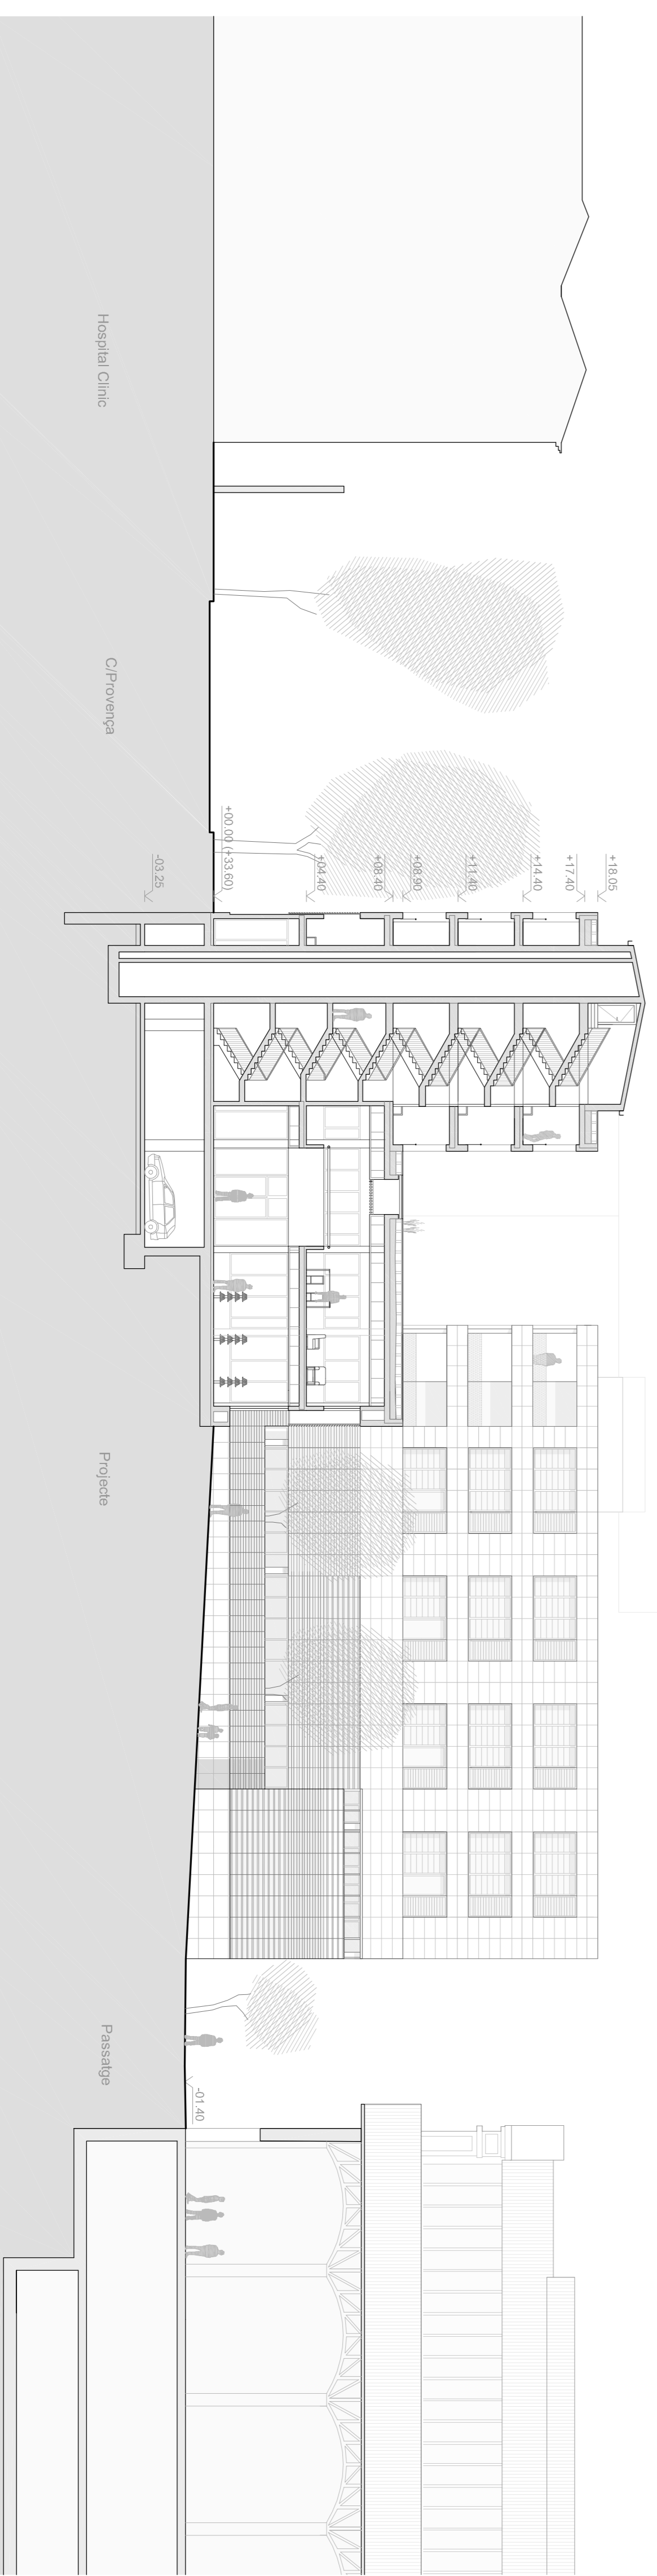 Hospital Clinic
C/Provença
+18.05
+17.40
+14.40
+11.40
+08.90
+08.40
+04.40
+00.00 (+33.60)
-03.25
Projecte
Passatge
-01.40